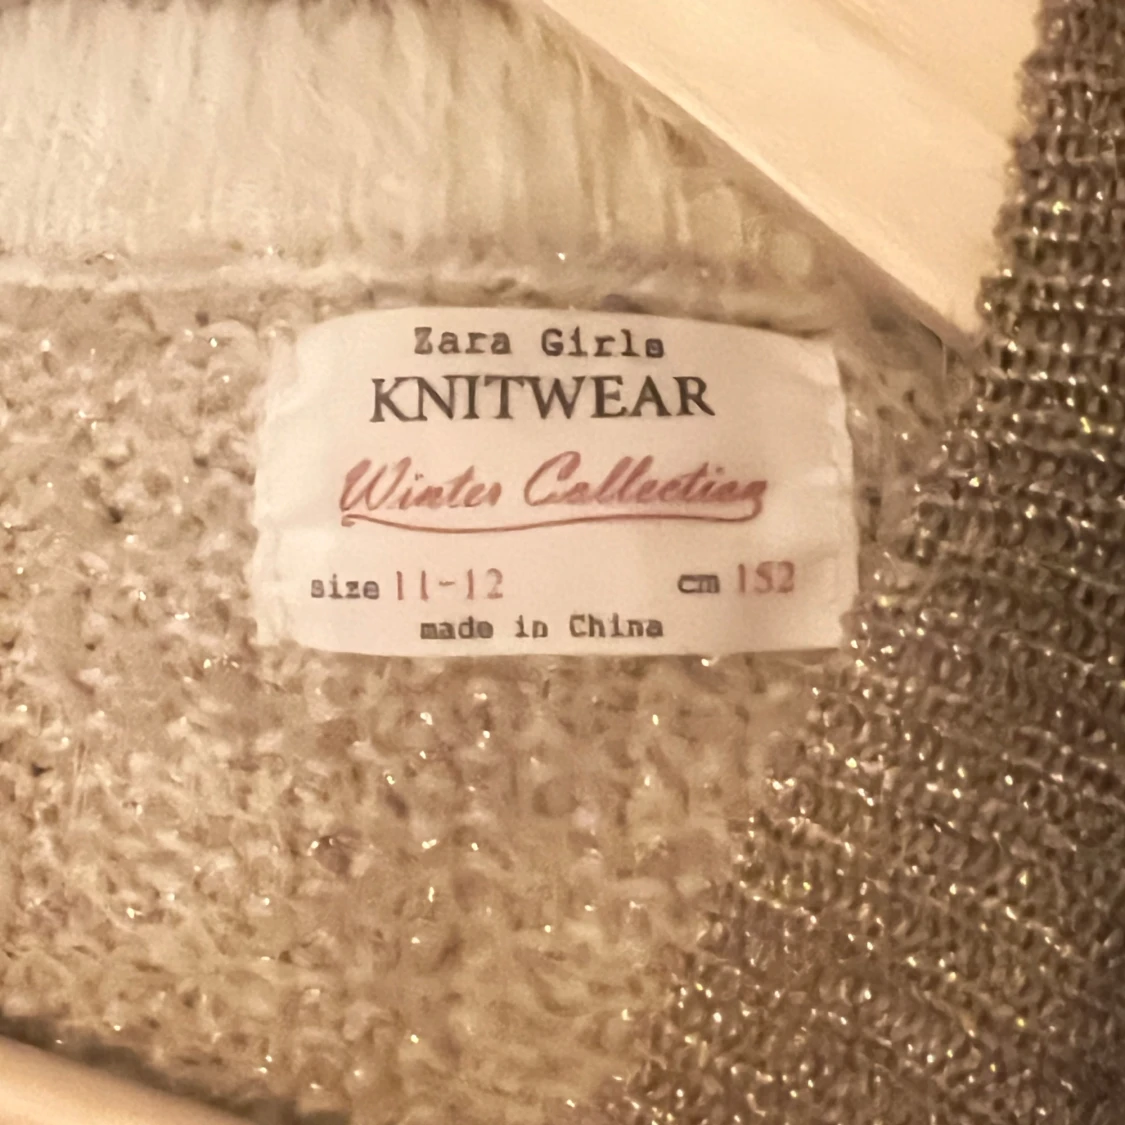 Zara Girls
KNITWEAR
Winter Collection
size 11-12 cm 152
made in China